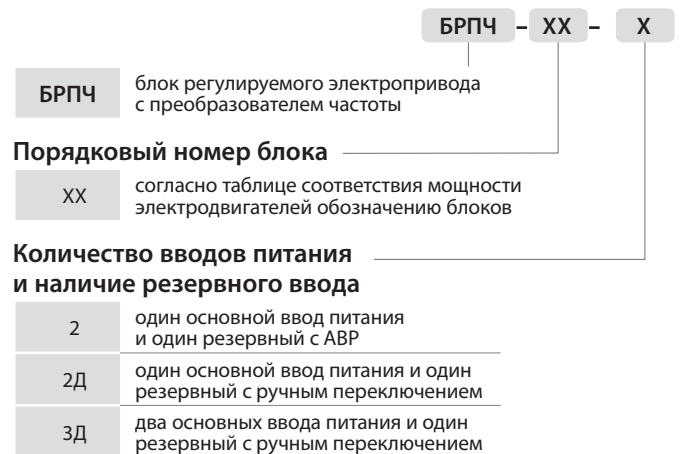 БРПЧ – XX – X
БРПЧ
блок регулируемого электропривода
с преобразователем частоты
Порядковый номер блока
XX
согласно таблице соответствия мощности
электродвигателей обозначению блоков
Количество вводов питания
и наличие резервного ввода
2
один основной ввод питания
и один резервный с АВР
2Д
один основной ввод питания и один
резервный с ручным переключением
3Д
два основных ввода питания и один
резервный с ручным переключением